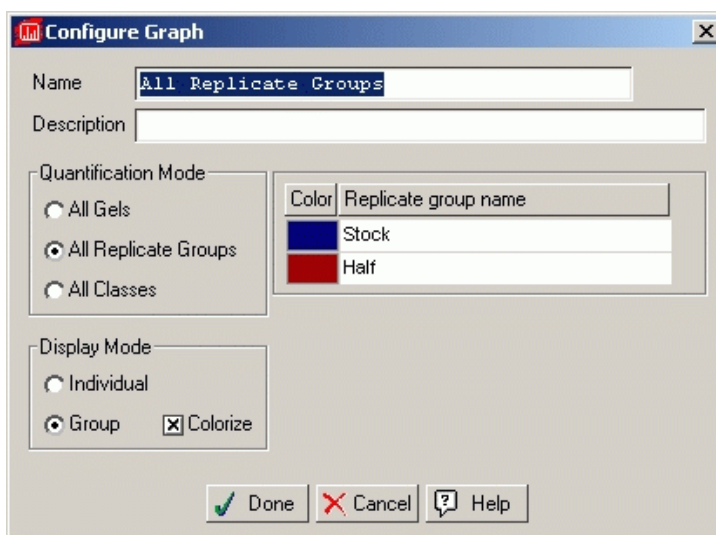 Configure Graph
Name All Replicate Groups
Description
Quantification Mode
All Gels
All Replicate Groups
All Classes
Color Replicate group name
Stock
Half
Display Mode
Individual
Group Colorize
Done Cancel Help